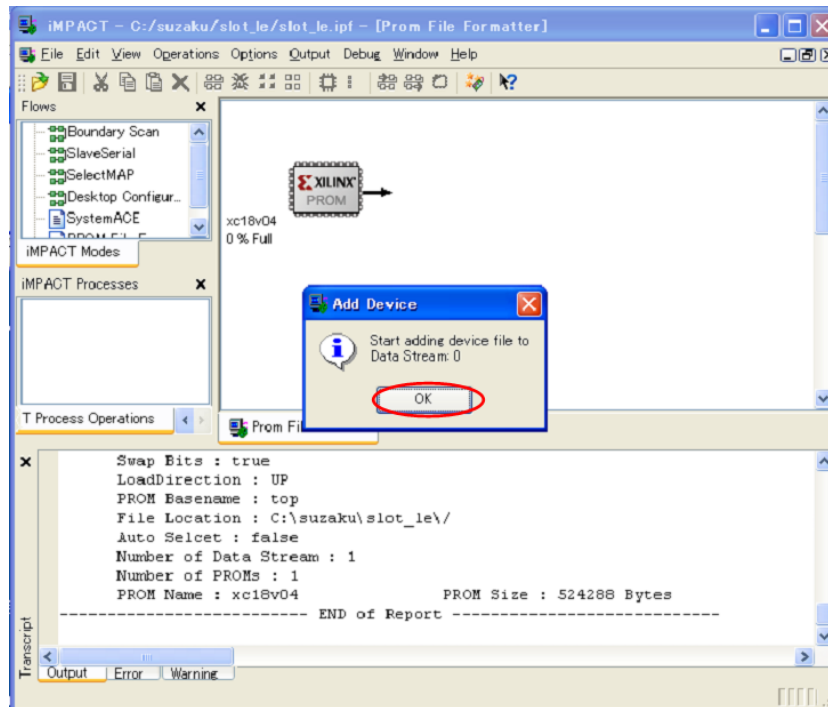 iMPACT - C:/suzaku/slot_le/slot_le.ipf - [Prom File Formatter]
File Edit View Operations Options Output Debug Window Help
Flows
Boundary Scan
SlaveSerial
SelectMAP
Desktop Configur...
SystemACE
iMPACT Modes
XILINX
PROM
xc18v04
0 % Full
iMPACT Processes
Add Device
Start adding device file to
Data Stream: 0
OK
T Process Operations
Prom Fi
Swap Bits : true
LoadDirection : UP
PROM Basename : top
File Location : C:\suzaku\slot_le\/
Auto Selcet : false
Number of Data Stream : 1
Number of PROMs : 1
PROM Name : xc18v04 PROM Size : 524288 Bytes
------------------------- END of Report ---------------------------
Transcript
Output Error Warning